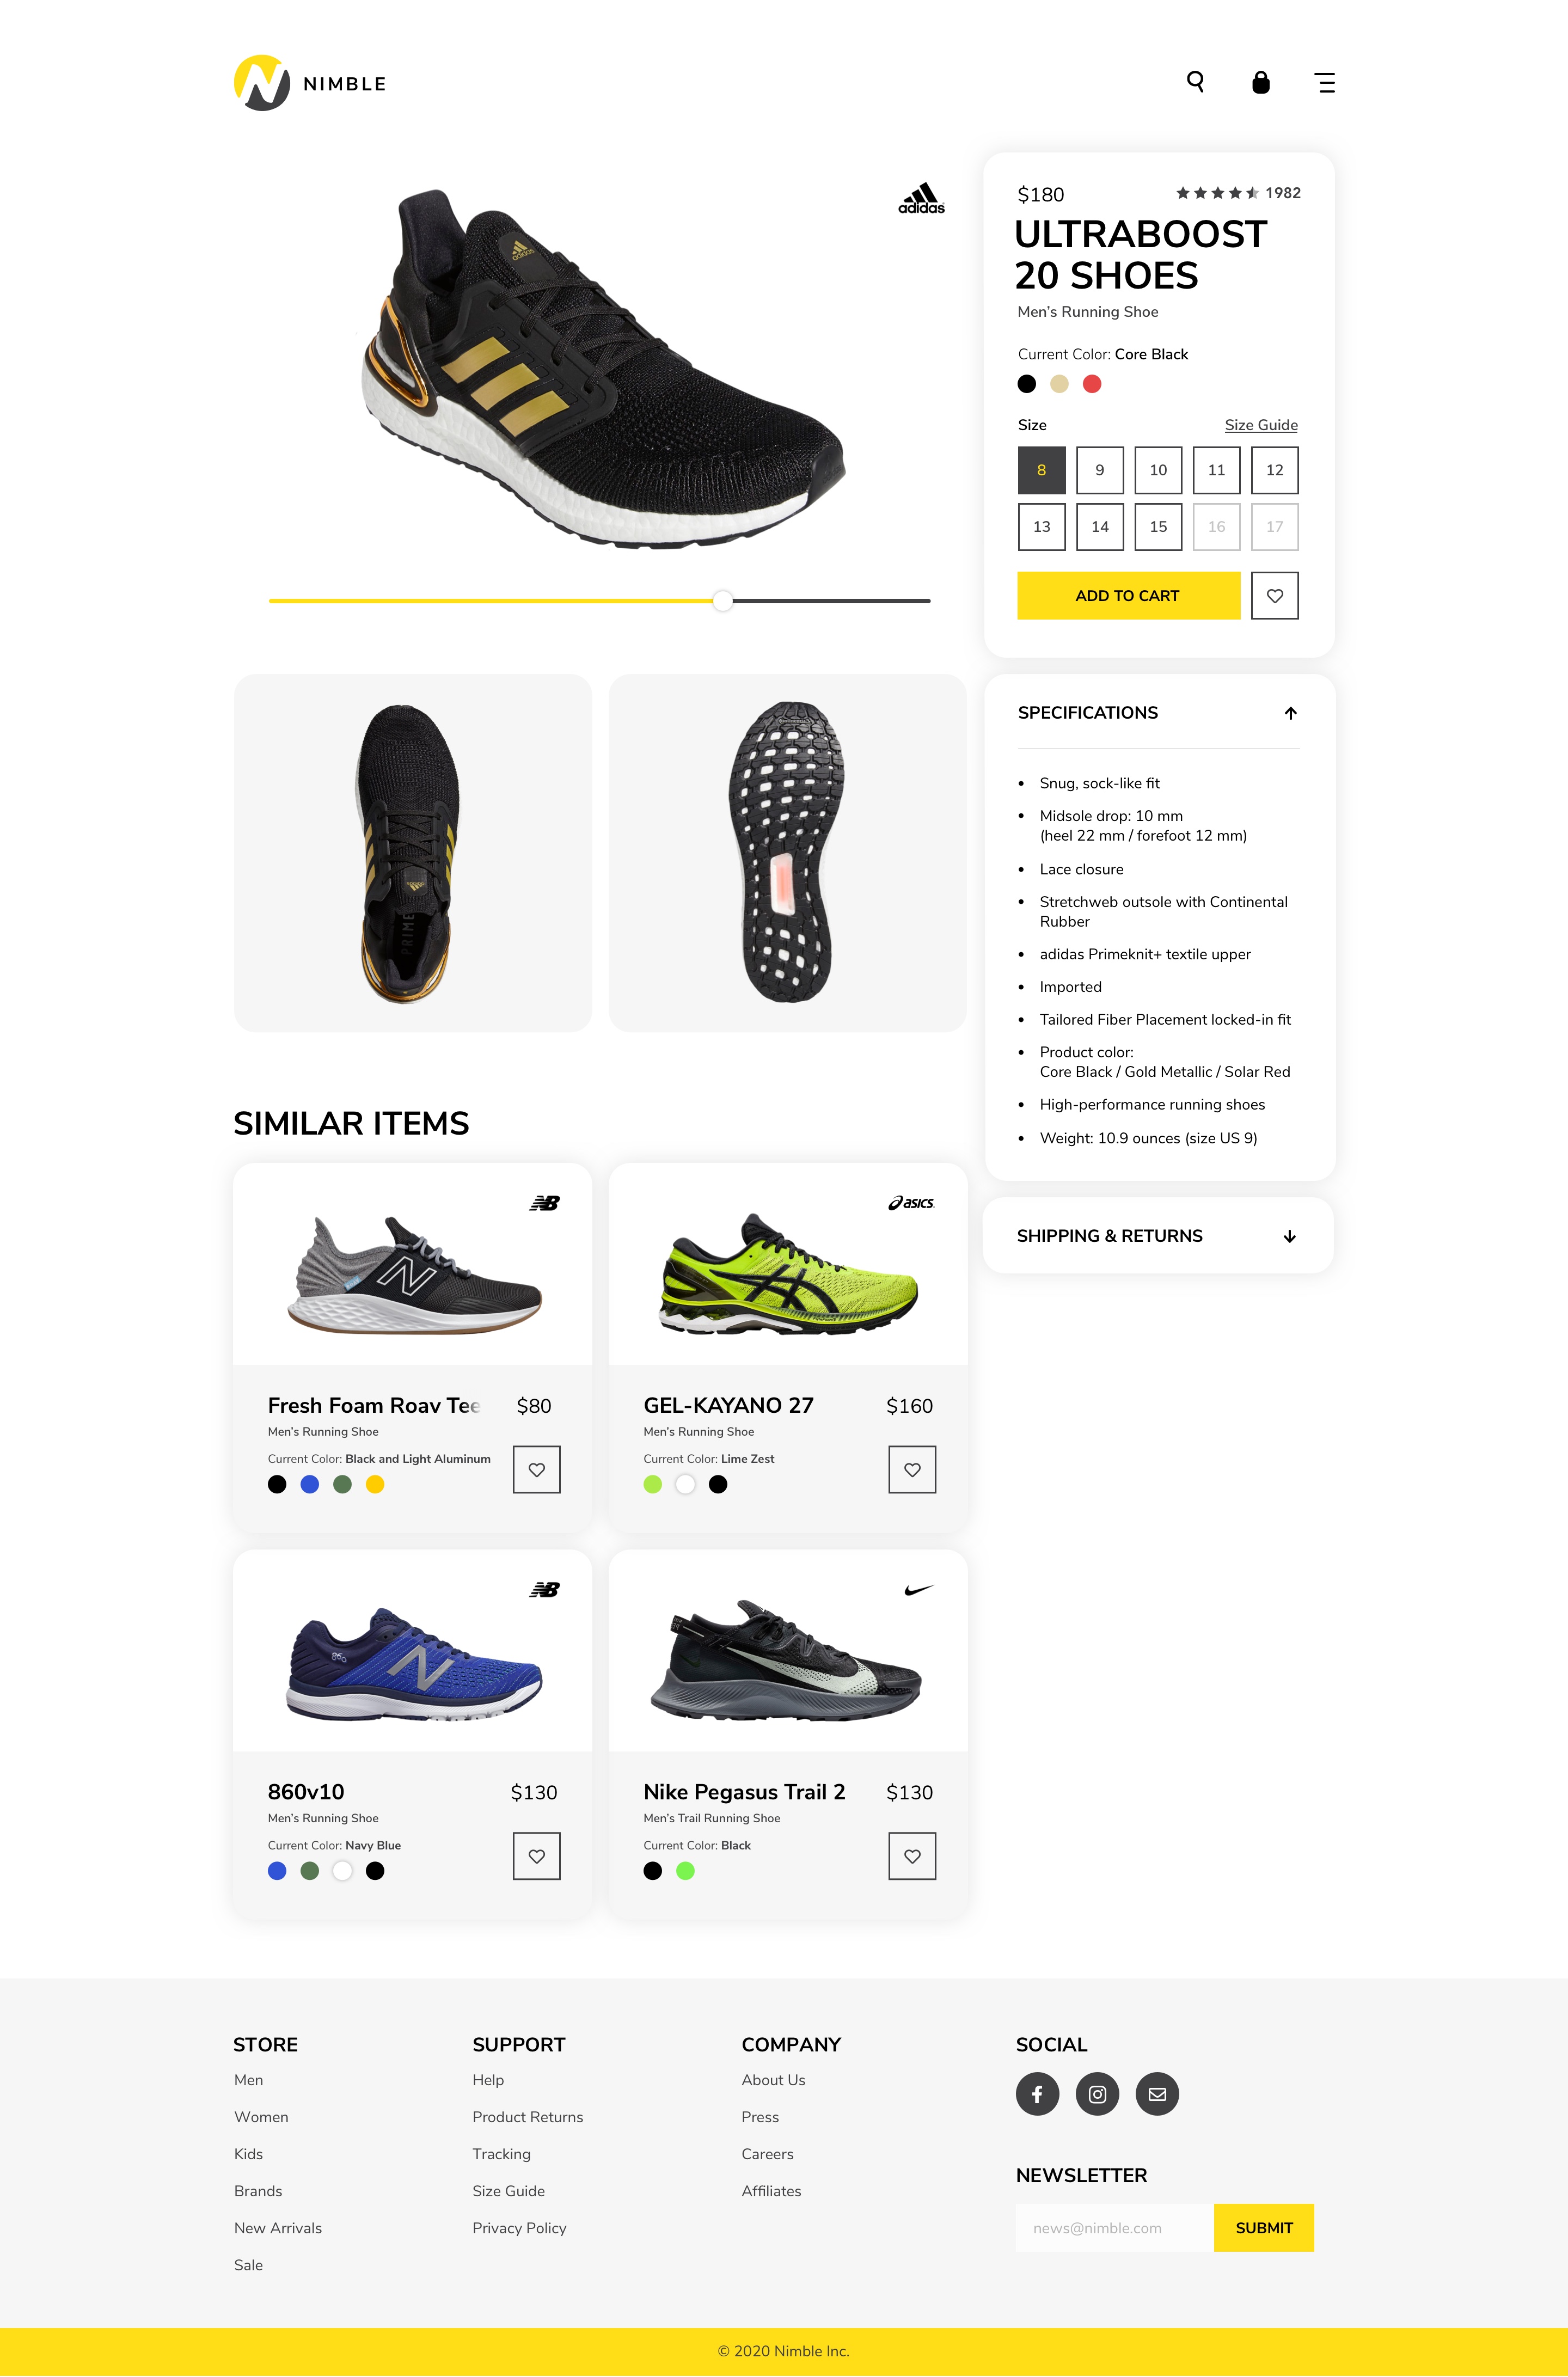 NIMBLE
adidas
adidas
$180
1982
ULTRABOOST
20 SHOES
Men's Running Shoe
Current Color: Core Black
Size
Size Guide
8
9
10
11
12
13
14
15
16
17
ADD TO CART
PRIME
SPECIFICATIONS
Snug, sock-like fit
Midsole drop: 10 mm
(heel 22 mm / forefoot 12 mm)
Lace closure
Stretchweb outsole with Continental
Rubber
adidas Primeknit+ textile upper
Imported
Tailored Fiber Placement locked-in fit
Product color:
Core Black / Gold Metallic / Solar Red
High-performance running shoes
Weight: 10.9 ounces (size US 9)
SHIPPING & RETURNS
SIMILAR ITEMS
NB
N
Fresh Foam Roav Tee
$80
Men's Running Shoe
Current Color: Black and Light Aluminum
asics
GEL-KAYANO 27
$160
Men's Running Shoe
Current Color: Lime Zest
NB
860
N
860v10
$130
Men's Running Shoe
Current Color: Navy Blue
Nike Pegasus Trail 2
$130
Men's Trail Running Shoe
Current Color: Black
STORE
Men
Women
Kids
Brands
New Arrivals
Sale
SUPPORT
Help
Product Returns
Tracking
Size Guide
Privacy Policy
COMPANY
About Us
Press
Careers
Affiliates
SOCIAL
NEWSLETTER
news@nimble.com
SUBMIT
© 2020 Nimble Inc.